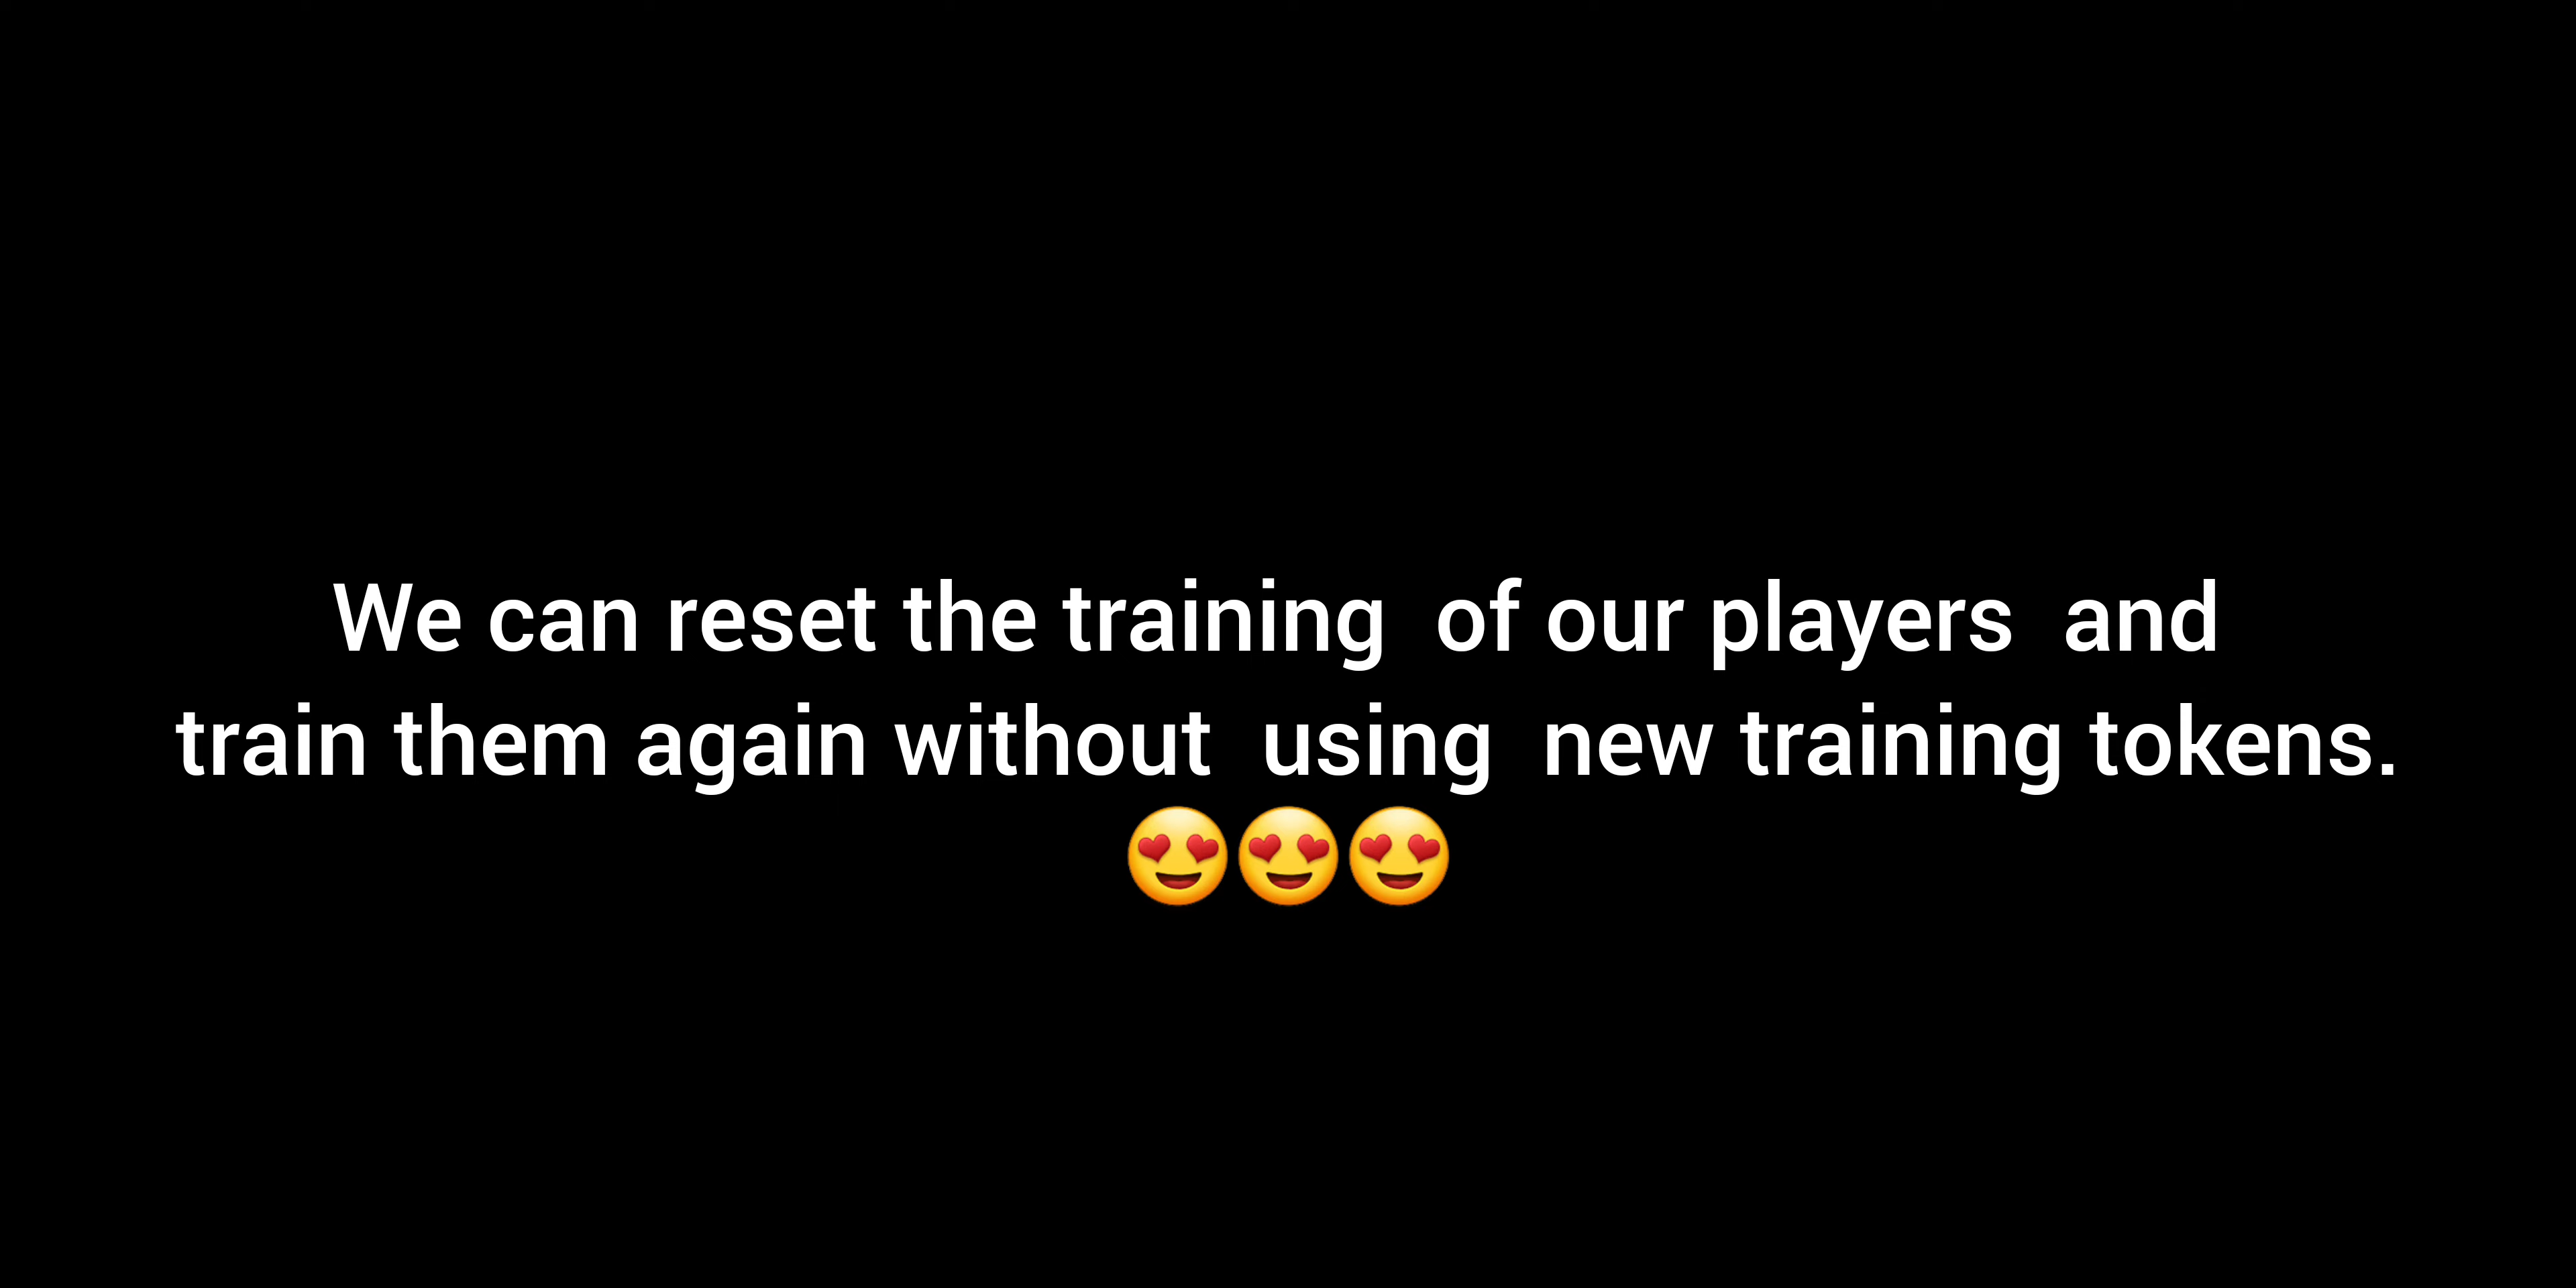 We can reset the training  of our players  and
train them again without  using  new training tokens.
😍😍😍